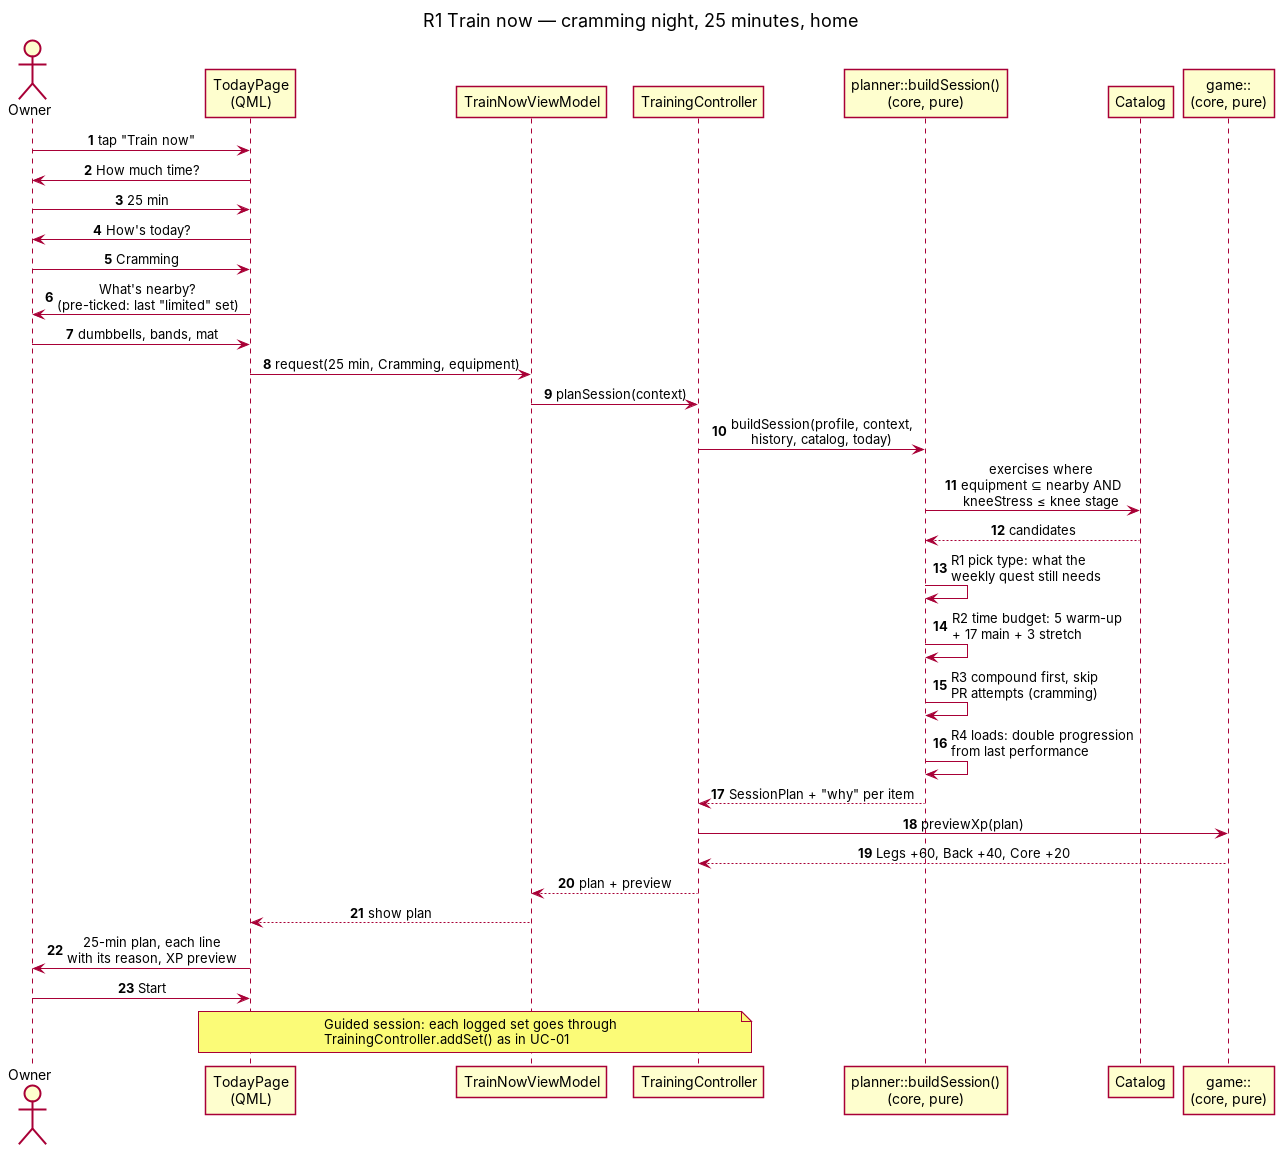 R1 Train now — cramming night, 25 minutes, home
Owner
TodayPage
(QML)
TrainNowViewModel
TrainingController
planner::buildSession()
(core, pure)
Catalog
game::
(core, pure)
1 tap "Train now"
2 How much time?
3 25 min
4 How's today?
5 Cramming
What's nearby?
6 (pre-ticked: last "limited" set)
7 dumbbells, bands, mat
8 request(25 min, Cramming, equipment)
9 planSession(context)
10 buildSession(profile, context,
history, catalog, today)
exercises where
11 equipment ⊆ nearby AND
kneeStress ≤ knee stage
12 candidates
13 R1 pick type: what the
weekly quest still needs
14 R2 time budget: 5 warm-up
+ 17 main + 3 stretch
15 R3 compound first, skip
PR attempts (cramming)
16 R4 loads: double progression
from last performance
17 SessionPlan + "why" per item
18 previewXp(plan)
19 Legs +60, Back +40, Core +20
20 plan + preview
21 show plan
22 25-min plan, each line
with its reason, XP preview
23 Start
Guided session: each logged set goes through
TrainingController.addSet() as in UC-01
Owner
TodayPage
(QML)
TrainNowViewModel
TrainingController
planner::buildSession()
(core, pure)
Catalog
game::
(core, pure)